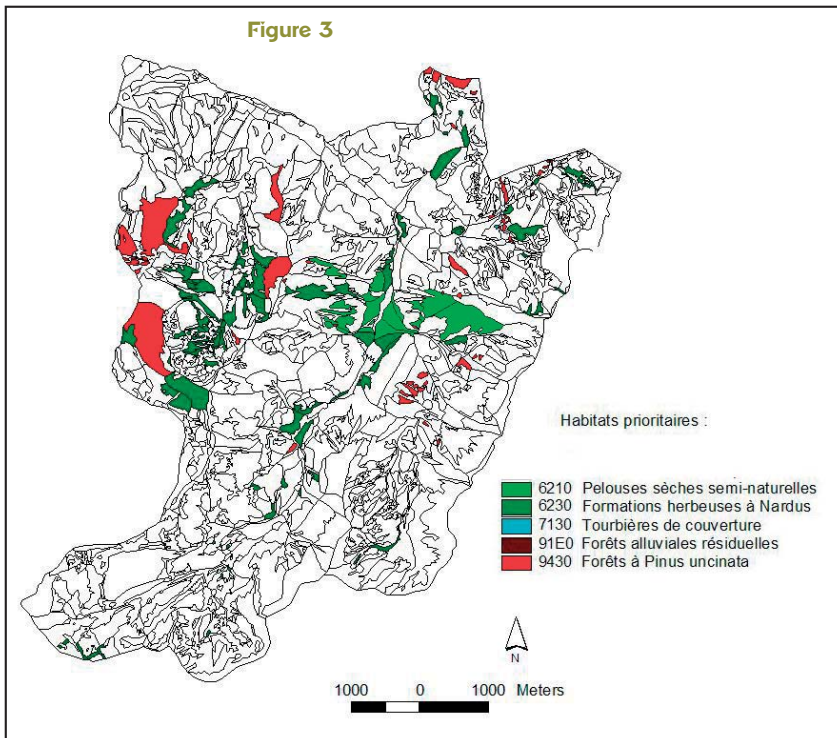 Figure 3
Habitats prioritaires :
6210 Pelouses sèches semi-naturelles
6230 Formations herbeuses à Nardus
7130 Tourbières de couverture
91E0 Forêts alluviales résiduelles
9430 Forêts à Pinus uncinata
N
1000 0 1000 Meters